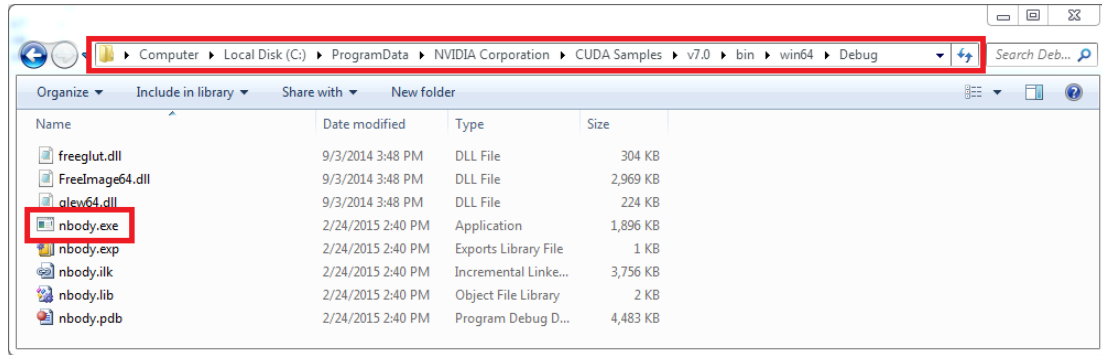 Computer ▸ Local Disk (C:) ▸ ProgramData ▸ NVIDIA Corporation ▸ CUDA Samples ▸ v7.0 ▸ bin ▸ win64 ▸ Debug Search Deb...
Organize Include in library Share with New folder
Name Date modified Type Size
freeglut.dll 9/3/2014 3:48 PM DLL File 304 KB
FreeImage64.dll 9/3/2014 3:48 PM DLL File 2,969 KB
glew64.dll 9/3/2014 3:48 PM DLL File 224 KB
nbody.exe 2/24/2015 2:40 PM Application 1,896 KB
nbody.exp 2/24/2015 2:40 PM Exports Library File 1 KB
nbody.ilk 2/24/2015 2:40 PM Incremental Linke... 3,756 KB
nbody.lib 2/24/2015 2:40 PM Object File Library 2 KB
nbody.pdb 2/24/2015 2:40 PM Program Debug D... 4,483 KB